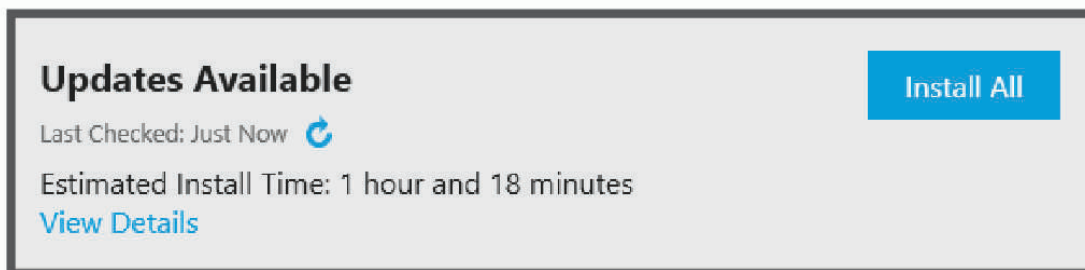 Updates Available
Install All
Last Checked: Just Now
Estimated Install Time: 1 hour and 18 minutes
View Details